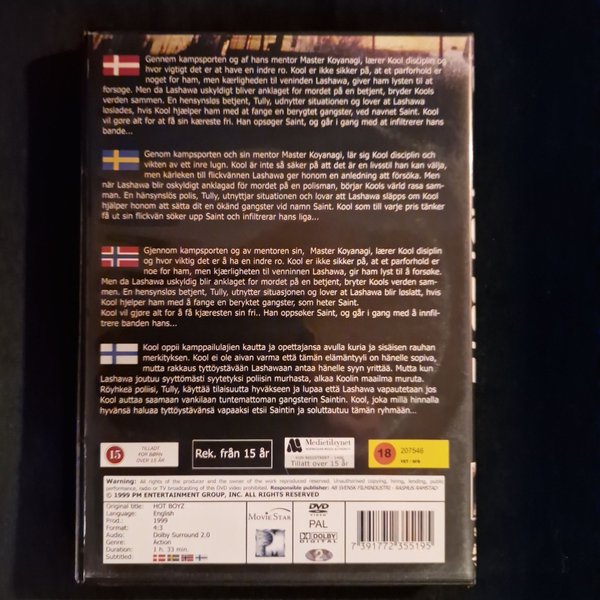 Gennem kampsporten og af hans mentor Master Koyanagi, lærer Kool disciplin og
hvor vigtigt det er at have en indre ro. Kool er ikke sikker på, at et parforhold er
noget for ham, men kærligheden til veninden Lashawa, giver ham lysten til at
forsøge. Men da Lashawa uskyldigt bliver anklaget for mordet på en betjent, bryder Kools
verden sammen. En hensynsløs betjent, Tully, udnytter situationen og lover at Lashawa
løslades, hvis Kool hjælper ham med at fange en berygtet gangster, ved navnet Saint. Kool
vil gøre alt for at få sin kæreste fri. Han opsøger Saint, og går i gang med at infiltrerer hans
bande...
Genom kampsporten och sin mentor Master Koyanagi, lär sig Kool disciplin och
vikten av ett inre lugn. Kool är inte så säker på att det är en livsstil han kan välja,
men kärleken till flickvännen Lashawa ger honom en anledning att försöka. Men
när Lashawa blir oskyldigt anklagad för mordet på en polisman, börjar Kools värld rasa sam-
man. En hänsynslös polis, Tully, utnyttjar situationen och lovar att Lashawa släpps om Kool
hjälper honom att sätta dit en ökänd gangster vid namn Saint. Kool som till varje pris tänker
få ut sin flickvän söker upp Saint och infiltrerar hans liga...
Gjennom kampsporten og av mentoren sin, Master Koyanagi, lærer Kool disiplin
og hvor viktig det er å ha en indre ro. Kool er ikke sikker på, at et parforhold er
noe for ham, men kjærligheten til venninnen Lashawa, gir ham lyst til å forsøke.
Men da Lashawa uskyldig blir anklaget for mordet på en betjent, bryter Kools verden sam-
men. En hensynsløs betjent, Tully, utnytter situasjonen og lover at Lashawa blir løslatt, hvis
Kool hjelper ham med å fange en beryktet gangster, som heter Saint.
Kool vil gjøre alt for å få kjæresten sin fri.. Han oppsøker Saint, og går i gang med å innfil-
trere banden hans...
Kool oppii kamppailulajien kautta ja opettajansa avulla kuria ja sisäisen rauhan
merkityksen. Kool ei ole aivan varma että tämän elämäntyyli on hänelle sopiva,
mutta rakkaus tyttöystävään Lashawaan antaa hänelle syyn yrittää. Mutta kun
Lashawa joutuu syyttömästi syytetyksi poliisin murhasta, alkaa Koolin maailma muruta.
Röyhkeä poliisi, Tully, käyttää tilaisuutta hyväkseen ja lupaa että Lashawa vapautetaan jos
Kool auttaa saamaan vankilaan tuntemattoman gangsterin Saintin. Kool, joka millä hinnalla
hyvänsä haluaa tyttöystävänsä vapaaksi etsii Saintin ja soluttautuu tämän ryhmään...
15
TILLADT
FOR BØRN
OVER 15 ÅR
Rek. från 15 år
Medietilsynet
Tillatt over 15 år
18 207546
Warning: All rights of the producer and the owner of the work reproduced reserved. Unauthorised copying, hiring, lending, public
performance, radio or TV broadcasting of this DVD video prohibited. Responsible publisher: AB SVENSK FILMINDUSTRI - RASMUS RAMSTAD
© 1999 PM ENTERTAINMENT GROUP, INC. ALL RIGHTS RESERVED
Original title: HOT BOYZ
Language: English
Prod.: 1999
Format: 4:3
Audio: Dolby Surround 2.0
Genre: Action
Duration: 1 h. 33 min
Subtitles:
MOVIE STAR
DVD
VIDEO
PAL
DOLBY
DIGITAL
2
7 391772 355195